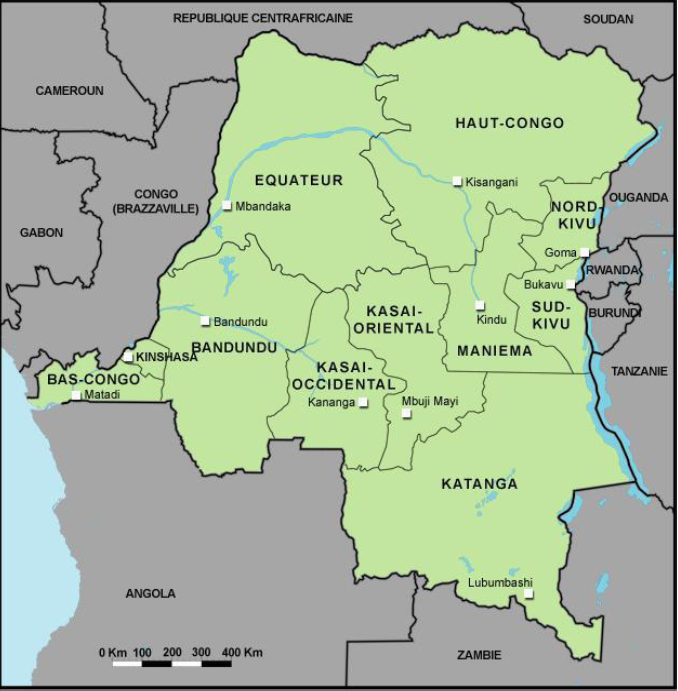 REPUBLIQUE CENTRAFRICAINE
SOUDAN
CAMEROUN
HAUT-CONGO
EQUATEUR
Kisangani
CONGO
(BRAZZAVILLE)
Mbandaka
OUGANDA
NORD-
KIVU
GABON
Goma
RWANDA
Bukavu
BURUNDI
SUD-
KIVU
KASAI-
ORIENTAL
Kindu
Bandundu
BANDUNDU
MANIEMA
KINSHASA
TANZANIE
KASAI-
OCCIDENTAL
BAS-CONGO
Matadi
Kananga
Mbuji Mayi
KATANGA
Lubumbashi
ANGOLA
ZAMBIE
0 Km 100 200 300 400 Km